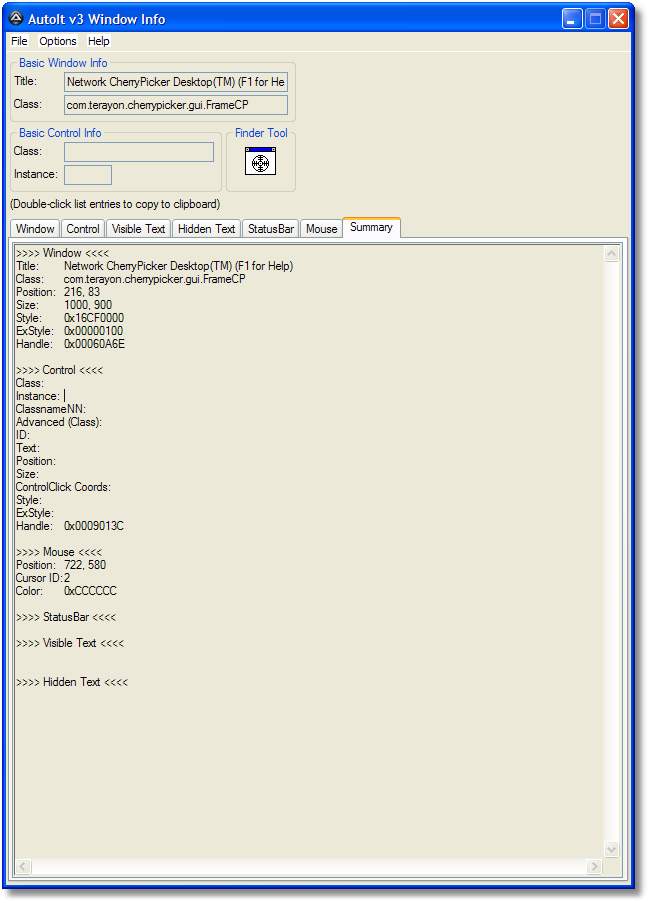 AutoIt v3 Window Info
File Options Help
Basic Window Info
Title: Network CherryPicker Desktop(TM) (F1 for He
Class: com.terayon.cherrypicker.gui.FrameCP
Basic Control Info
Finder Tool
Class:
Instance:
(Double-click list entries to copy to clipboard)
Window Control Visible Text Hidden Text StatusBar Mouse Summary
>>>> Window <<<<
Title: Network CherryPicker Desktop(TM) (F1 for Help)
Class: com.terayon.cherrypicker.gui.FrameCP
Position: 216, 83
Size: 1000, 900
Style: 0x16CF0000
ExStyle: 0x00000100
Handle: 0x00060A6E
>>>> Control <<<<
Class:
Instance:
ClassnameNN:
Advanced (Class):
ID:
Text:
Position:
Size:
ControlClick Coords:
Style:
ExStyle:
Handle: 0x0009013C
>>>> Mouse <<<<
Position: 722, 580
Cursor ID: 2
Color: 0xCCCCCC
>>>> StatusBar <<<<
>>>> Visible Text <<<<
>>>> Hidden Text <<<<